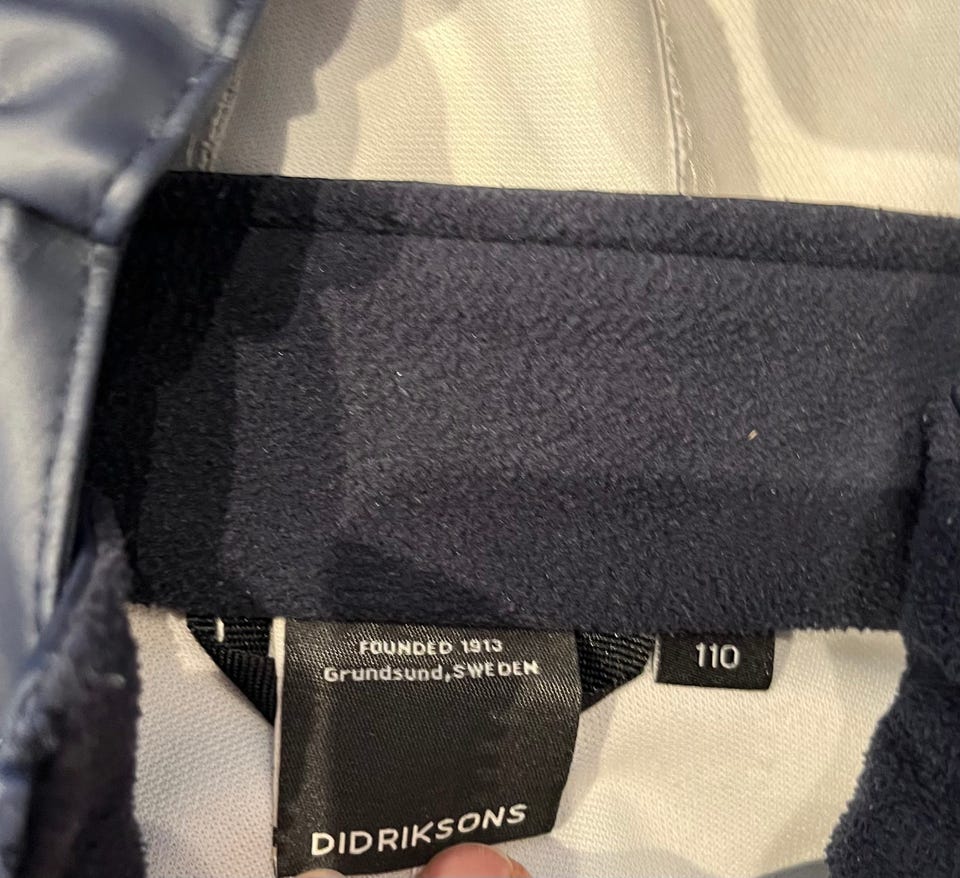 FOUNDED 1913
Grundsund, SWEDEN
110
DIDRIKSONS